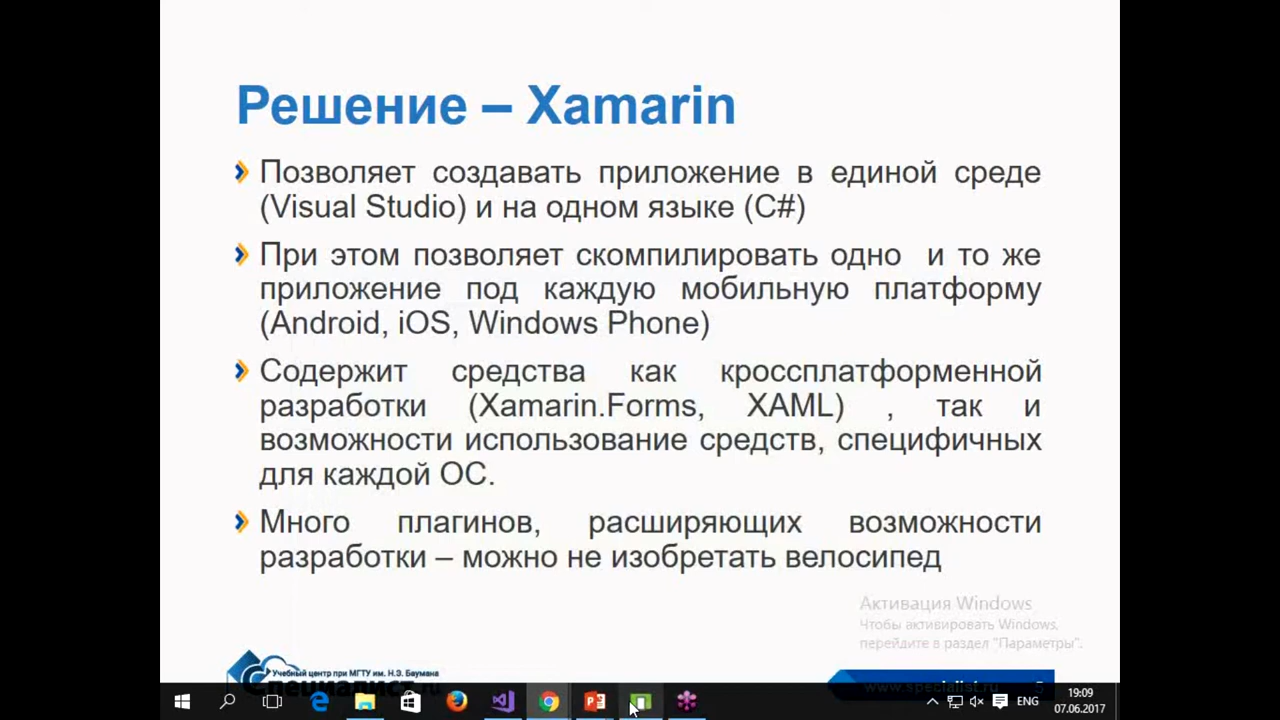 Решение – Xamarin
Позволяет создавать приложение в единой среде
(Visual Studio) и на одном языке (C#)
При этом позволяет скомпилировать одно и то же
приложение под каждую мобильную платформу
(Android, iOS, Windows Phone)
Содержит средства как кроссплатформенной
разработки (Xamarin.Forms, XAML) , так и
возможности использование средств, специфичных
для каждой ОС.
Много плагинов, расширяющих возможности
разработки – можно не изобретать велосипед
Активация Windows
Чтобы активировать Windows,
перейдите в раздел "Параметры".
Учебный центр при МГТУ им. Н.Э. Баумана
www.specialist.ru
ENG
19:09
07.06.2017